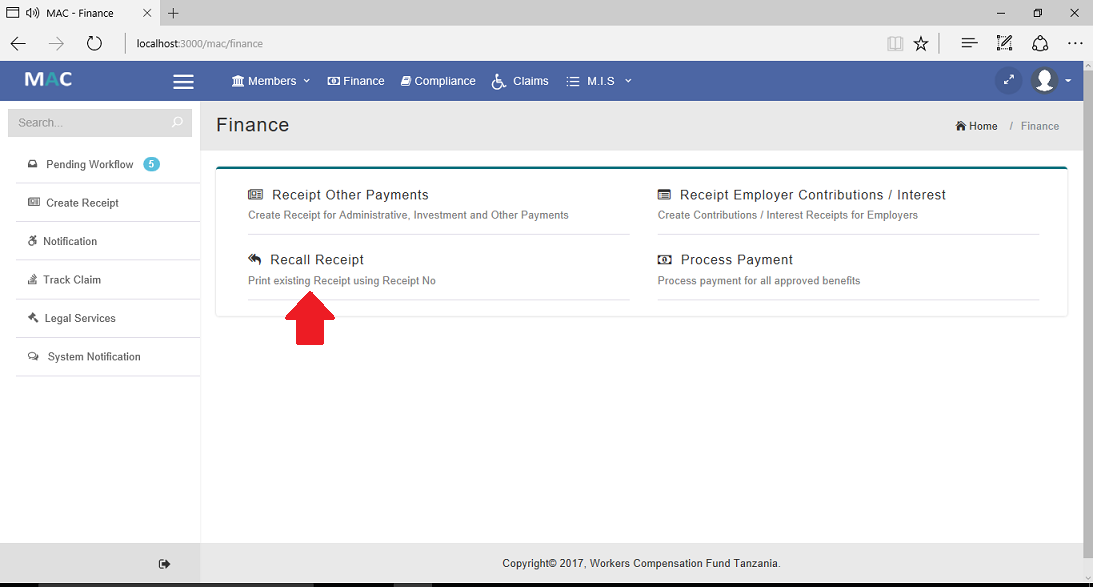 MAC - Finance
localhost:3000/mac/finance
MAC Members Finance Compliance Claims M.I.S
Search...
Finance
Home / Finance
Pending Workflow 5
Create Receipt
Notification
Track Claim
Legal Services
System Notification
Receipt Other Payments
Create Receipt for Administrative, Investment and Other Payments
Receipt Employer Contributions / Interest
Create Contributions / Interest Receipts for Employers
Recall Receipt
Print existing Receipt using Receipt No
Process Payment
Process payment for all approved benefits
Copyright© 2017, Workers Compensation Fund Tanzania.